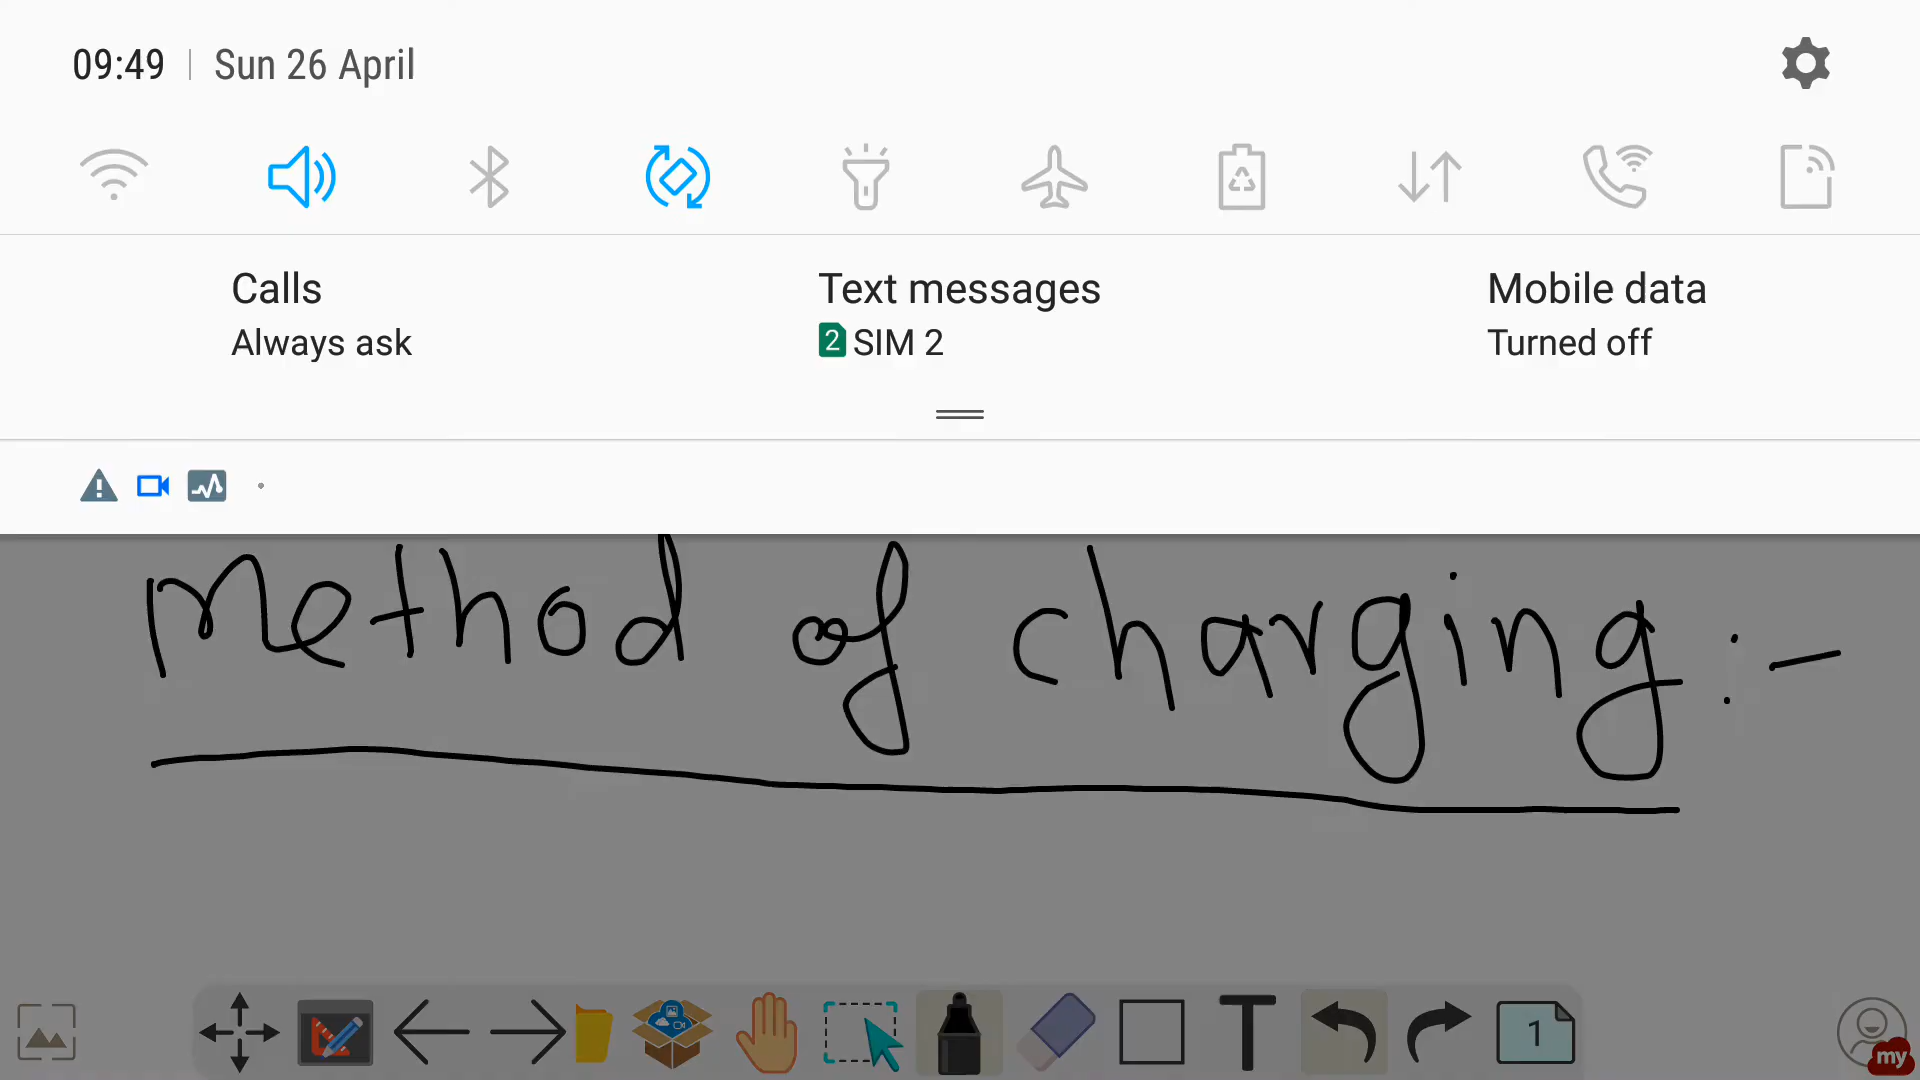 09:49 | Sun 26 April
Calls
Always ask
Text messages
2 SIM 2
Mobile data
Turned off
Method of charging :-
T
1
my